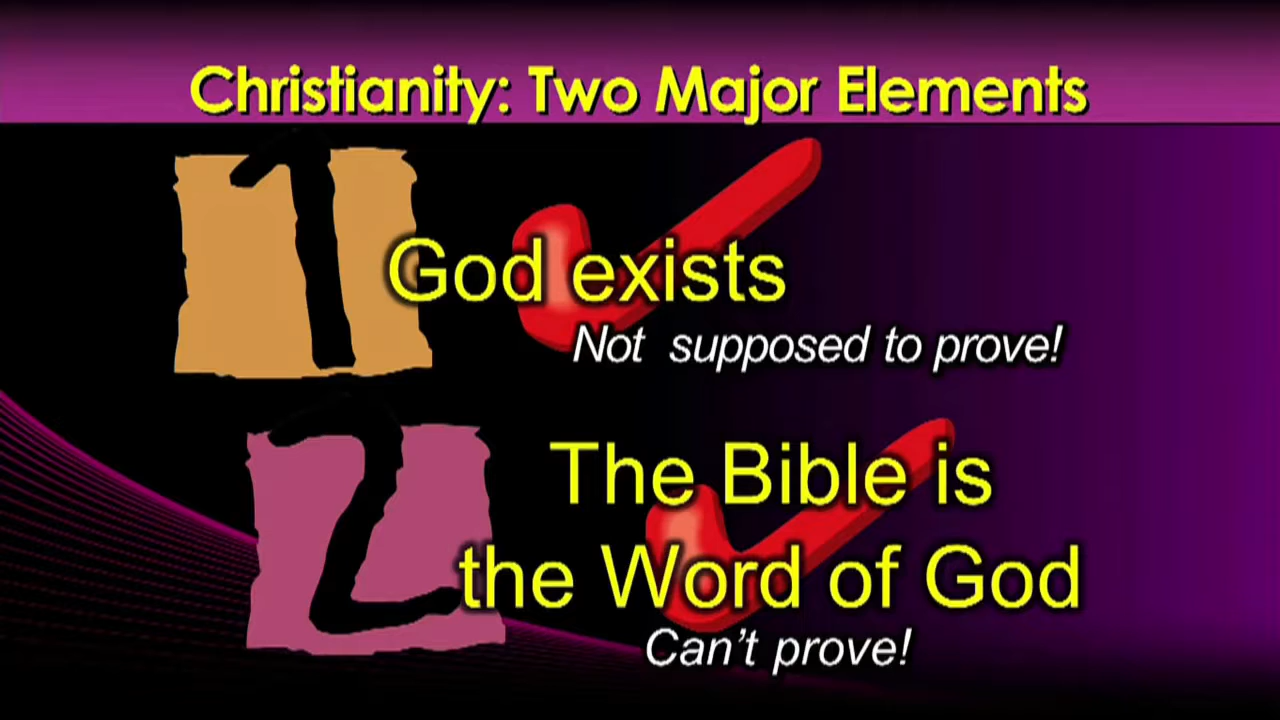 Christianity: Two Major Elements
1
God exists
Not supposed to prove!
2
The Bible is
the Word of God
Can't prove!